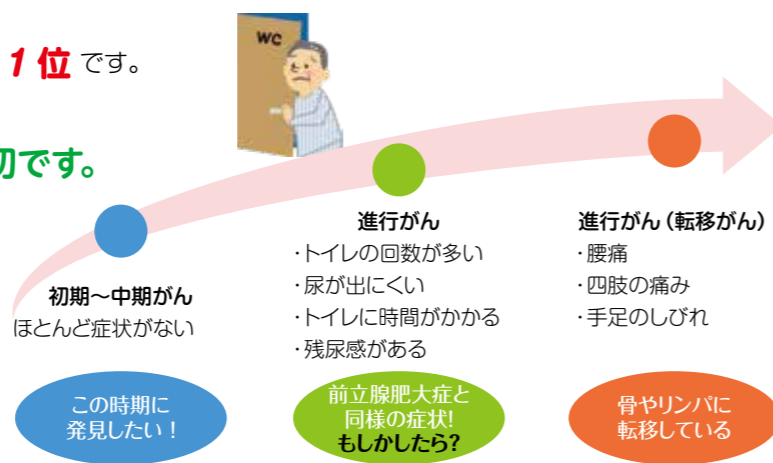 1位 です。
切です。
WC
初期〜中期がん
ほとんど症状がない
この時期に
発見したい！
進行がん
・トイレの回数が多い
・尿が出にくい
・トイレに時間がかかる
・残尿感がある
前立腺肥大症と
同様の症状!
もしかしたら?
進行がん（転移がん）
・腰痛
・四肢の痛み
・手足のしびれ
骨やリンパに
転移している